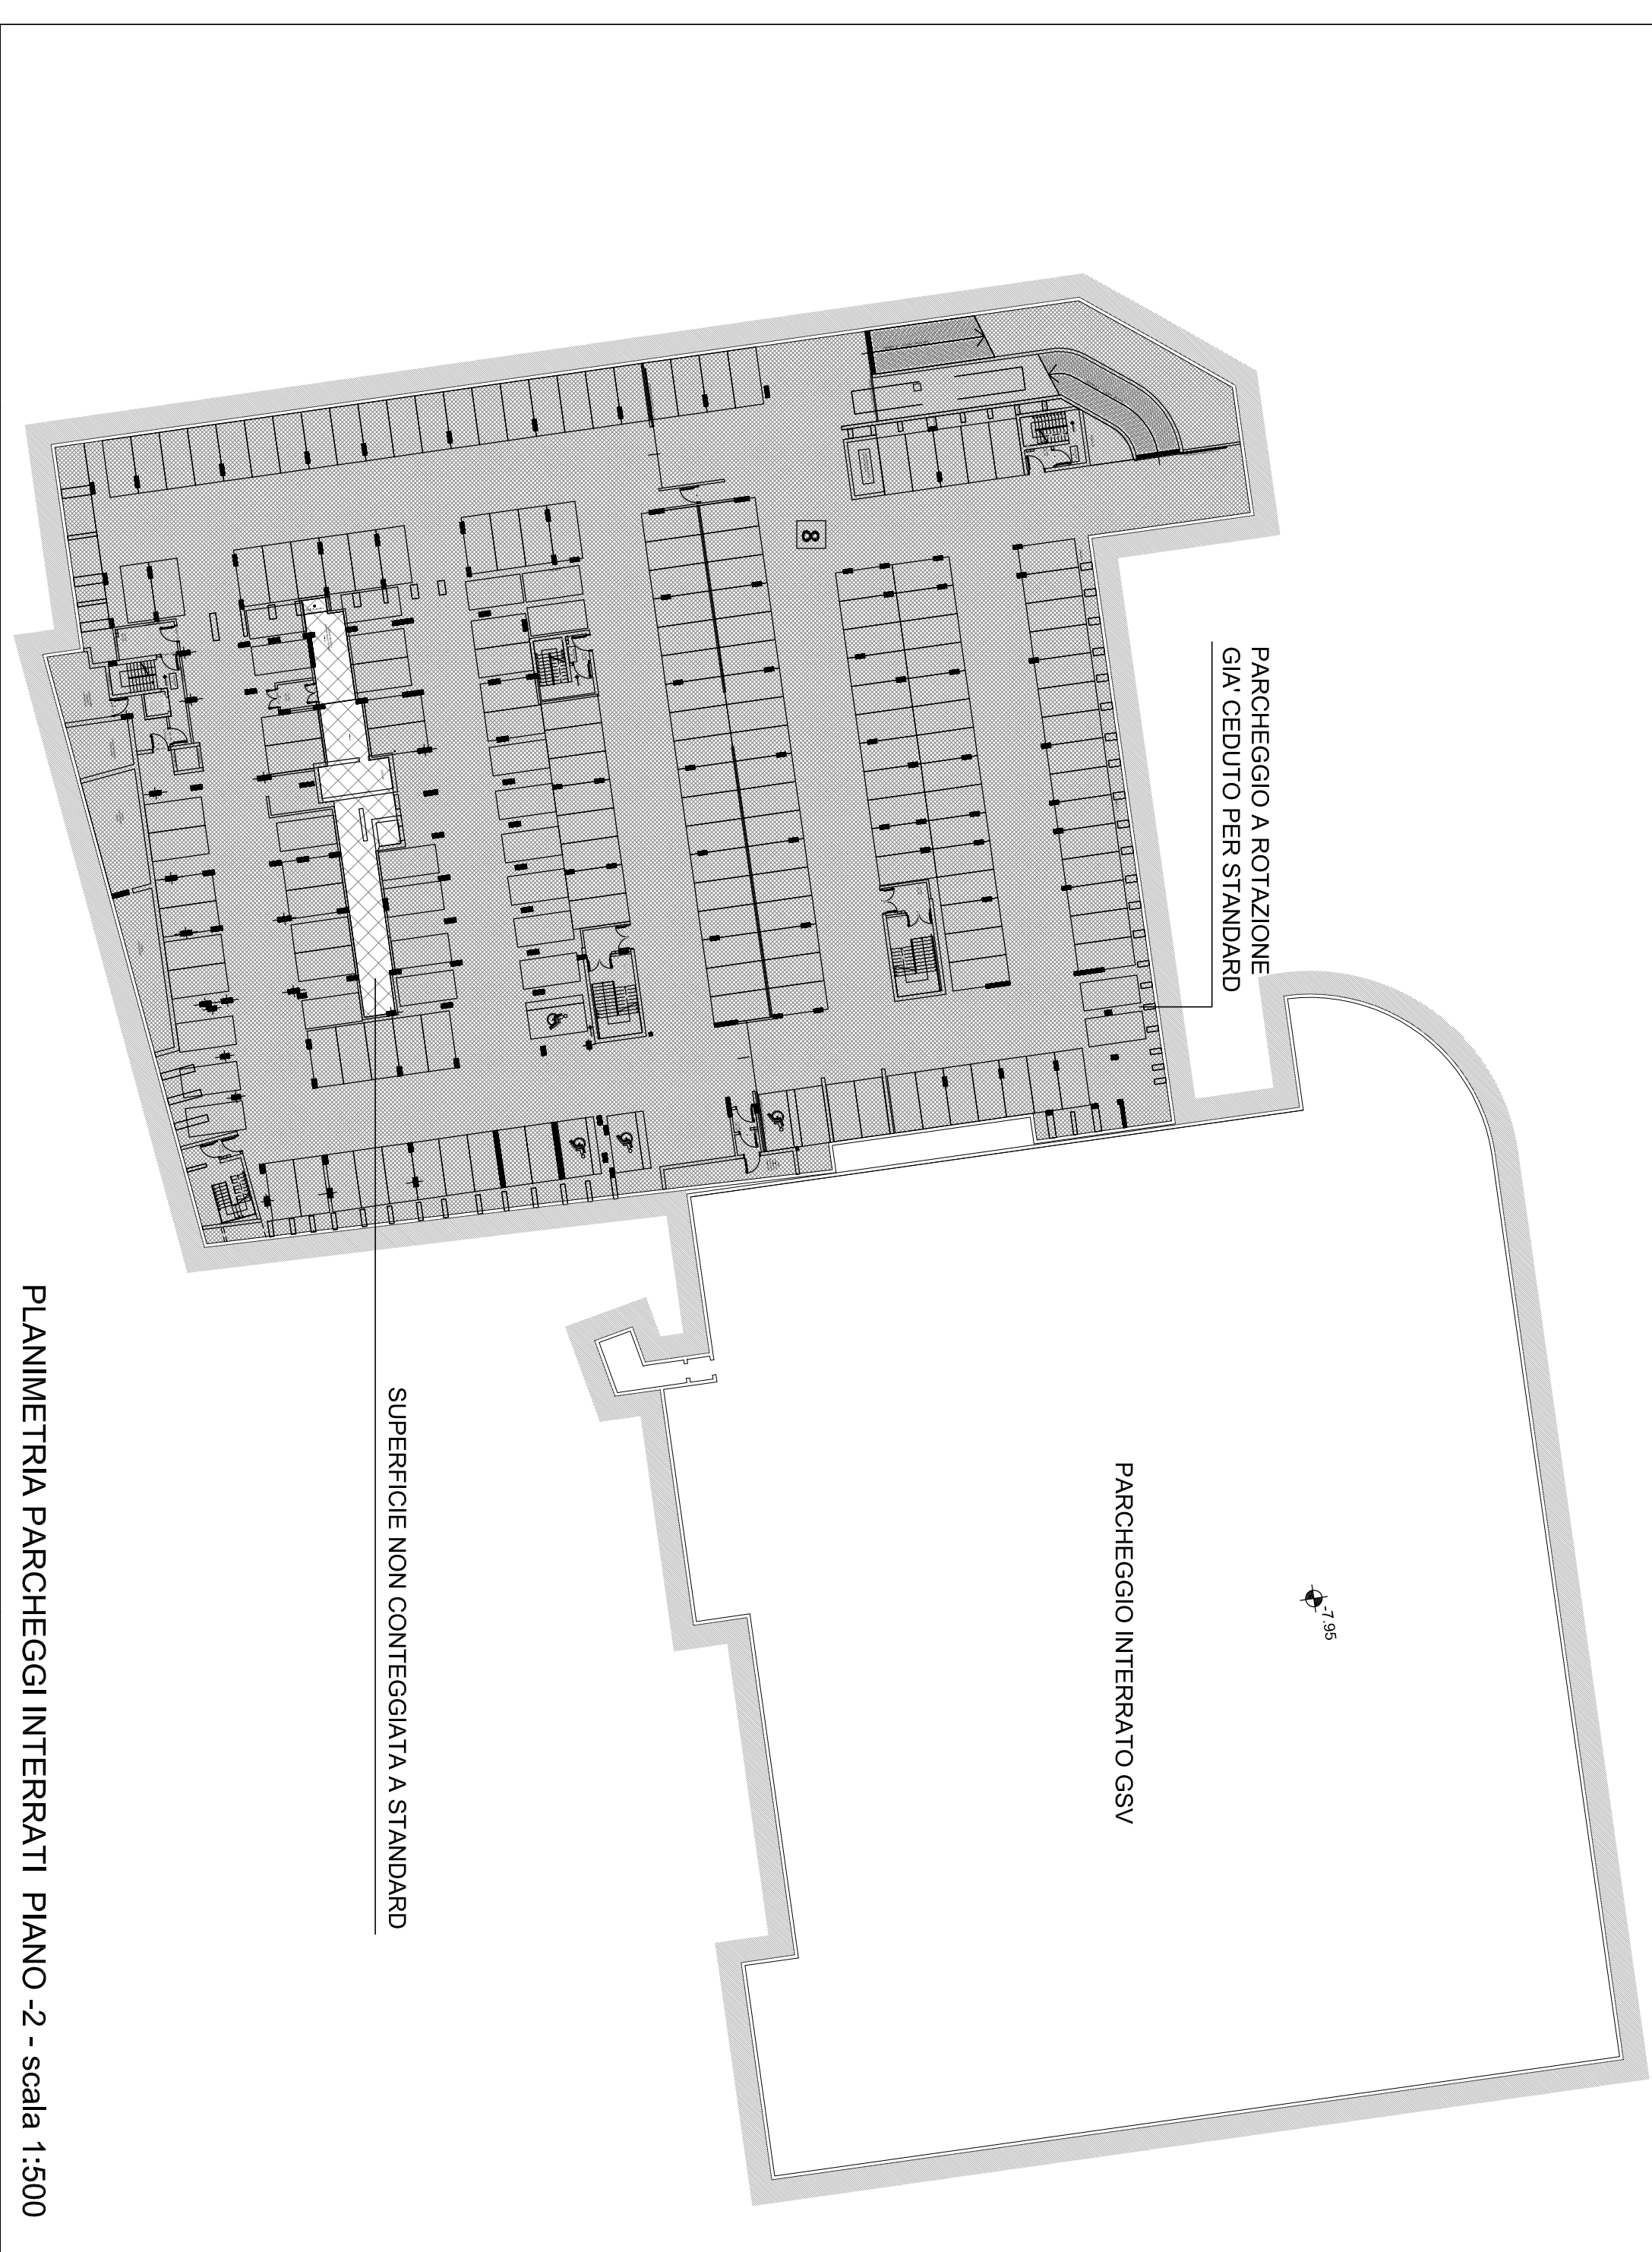 PARCHEGGIO A ROTAZIONE
GIA' CEDUTO PER STANDARD
-7.95
PARCHEGGIO INTERRATO GSV
8
SUPERFICIE NON CONTEGGIATA A STANDARD
PLANIMETRIA PARCHEGGI INTERRATI PIANO -2 - scala 1:500